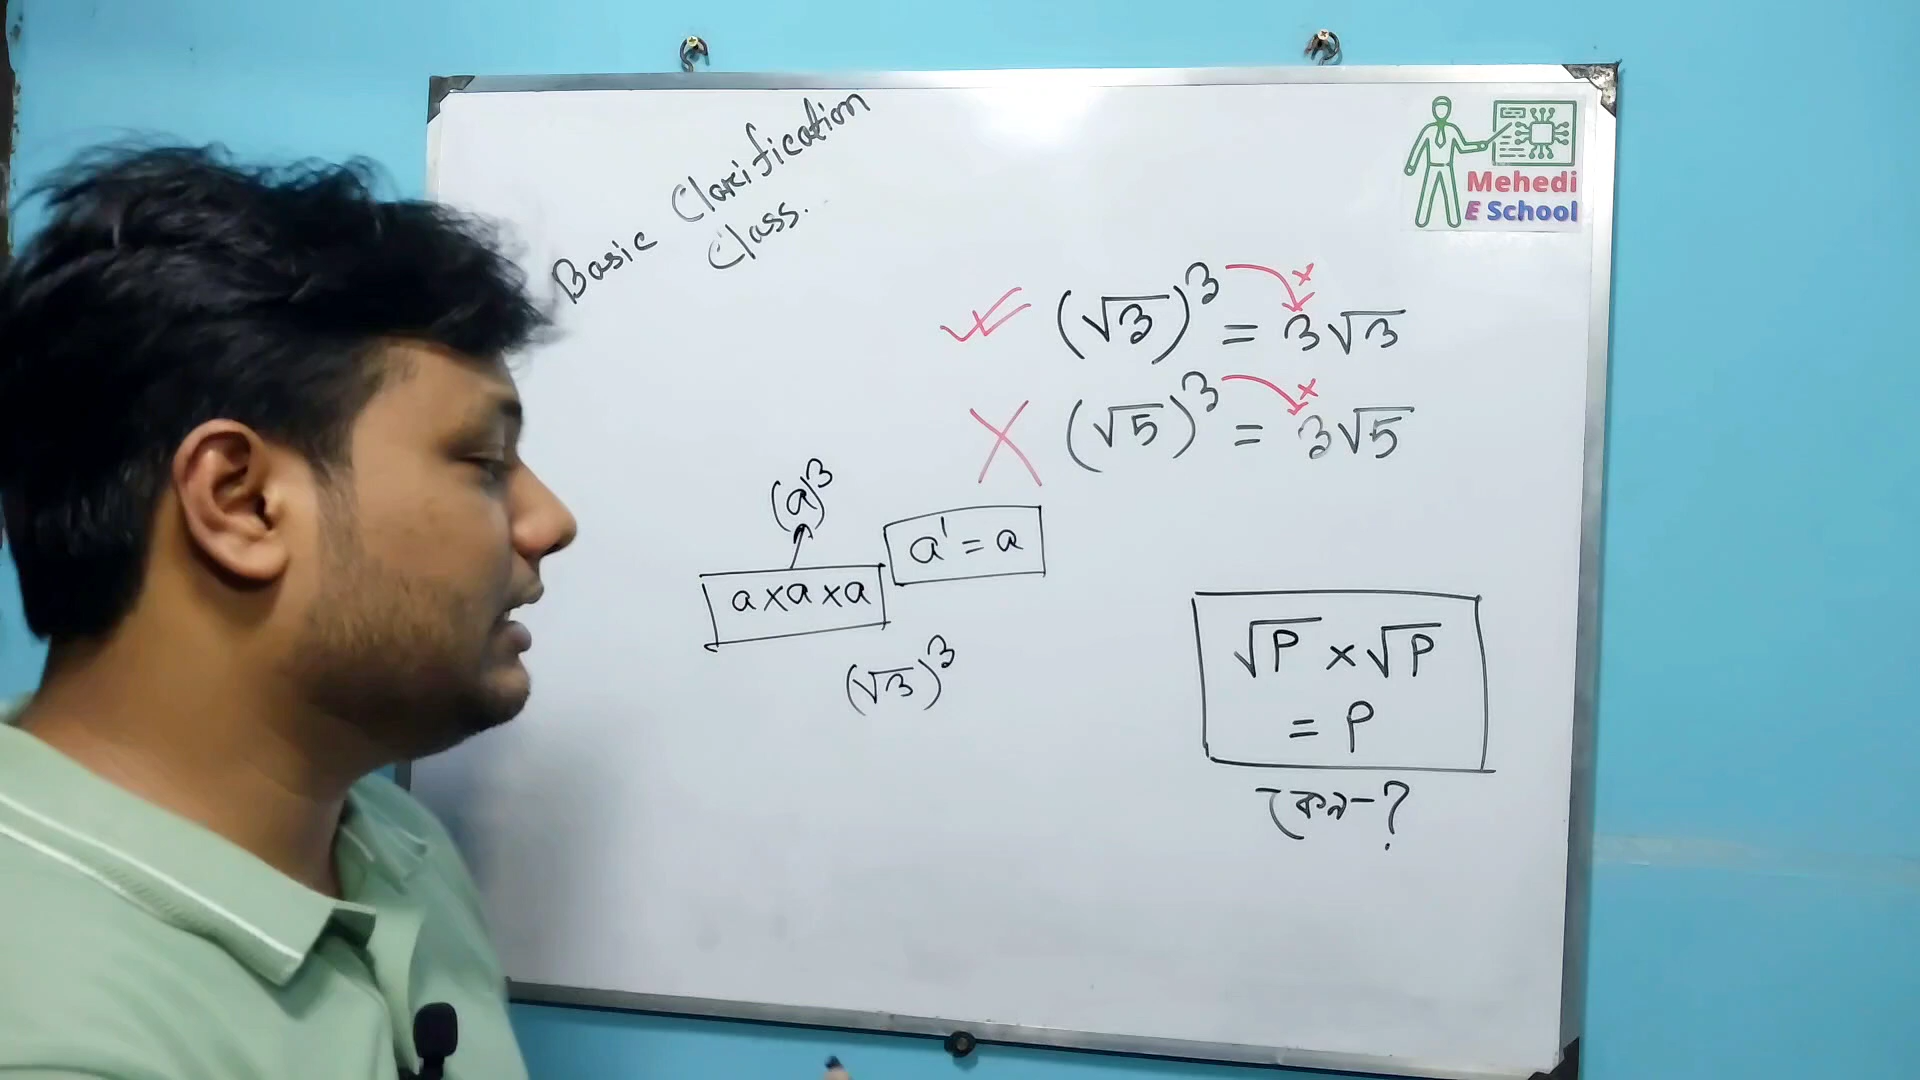 Basic Clarification
Class.
Mehedi
E School
(√3)³ = 3√3
×
(√5)³ = 3√5
×
(a)³
a¹ = a
a×a×a
(√3)³
√P × √P
= P
কেন-?